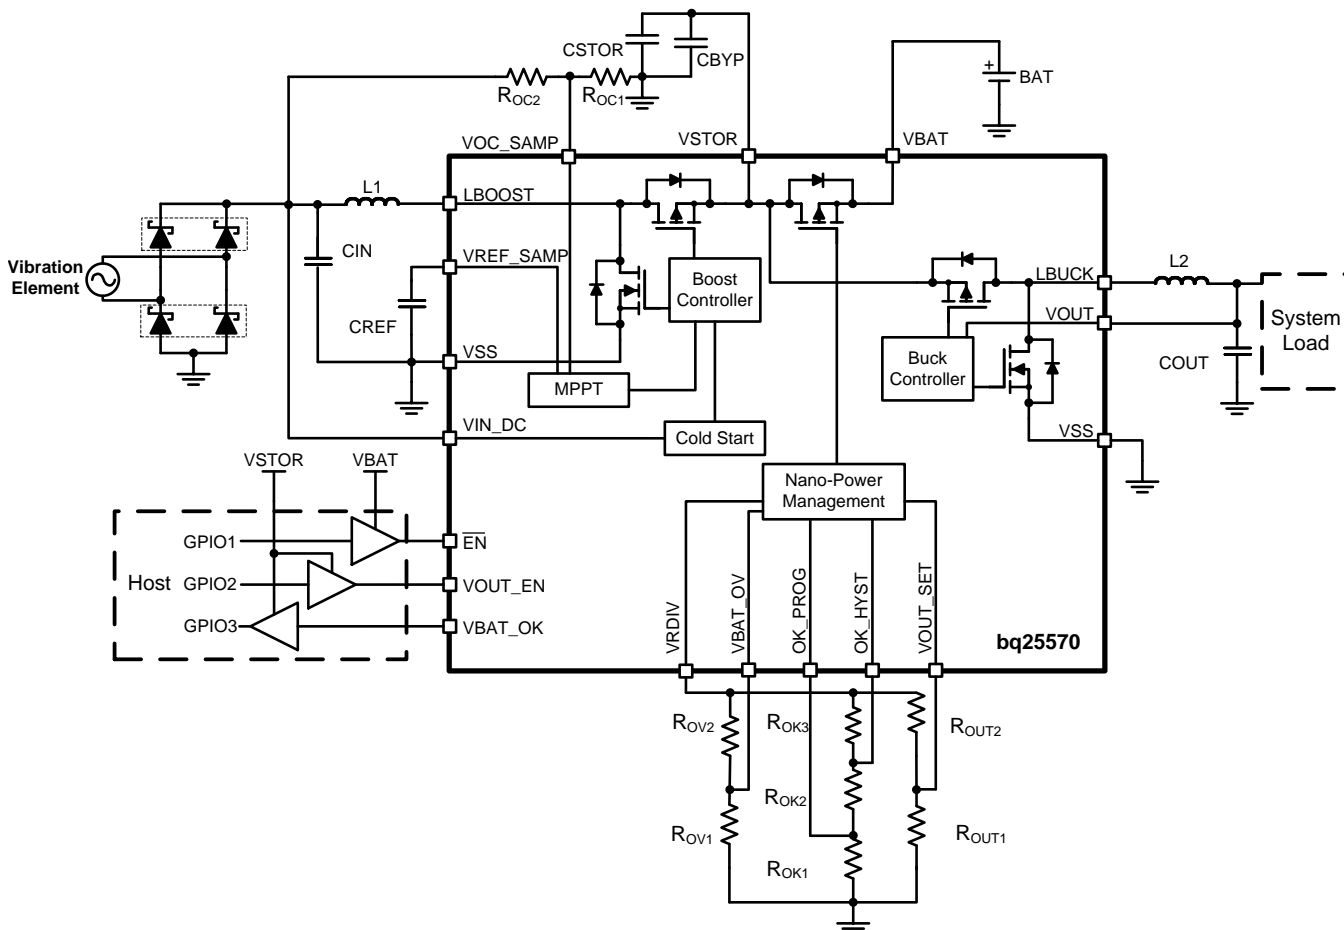 CSTOR
CBYP
BAT
+
ROC2
ROC1
VOC_SAMP
VSTOR
VBAT
L1
LBOOST
CIN
VREF_SAMP
Vibration
Element
Boost
Controller
LBUCK
L2
CREF
VOUT
System
Load
VSS
Buck
Controller
COUT
MPPT
VIN_DC
Cold Start
VSS
VSTOR
VBAT
Nano-Power
Management
GPIO1
EN
Host
GPIO2
VOUT_EN
GPIO3
VBAT_OK
VRDIV
VBAT_OV
OK_PROG
OK_HYST
VOUT_SET
bq25570
ROV2
ROK3
ROUT2
ROK2
ROV1
ROUT1
ROK1